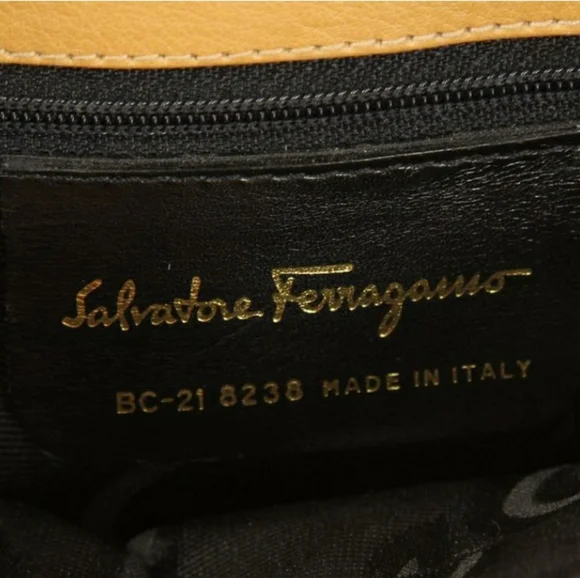 Salvatore Ferragamo
BC-21 8238 MADE IN ITALY